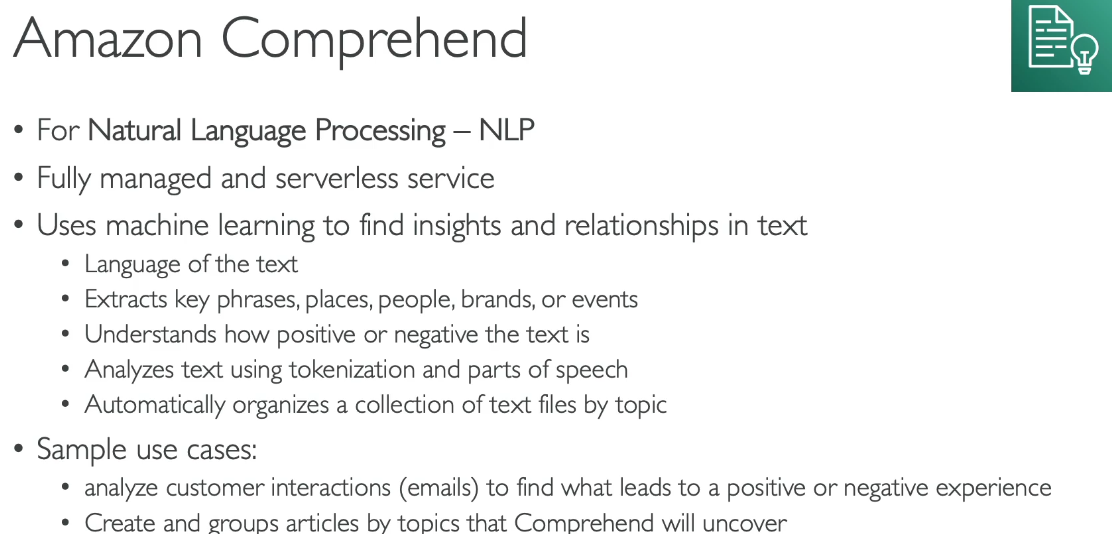 Amazon Comprehend
• For Natural Language Processing – NLP
• Fully managed and serverless service
• Uses machine learning to find insights and relationships in text
• Language of the text
• Extracts key phrases, places, people, brands, or events
• Understands how positive or negative the text is
• Analyzes text using tokenization and parts of speech
• Automatically organizes a collection of text files by topic
• Sample use cases:
• analyze customer interactions (emails) to find what leads to a positive or negative experience
• Create and groups articles by topics that Comprehend will uncover